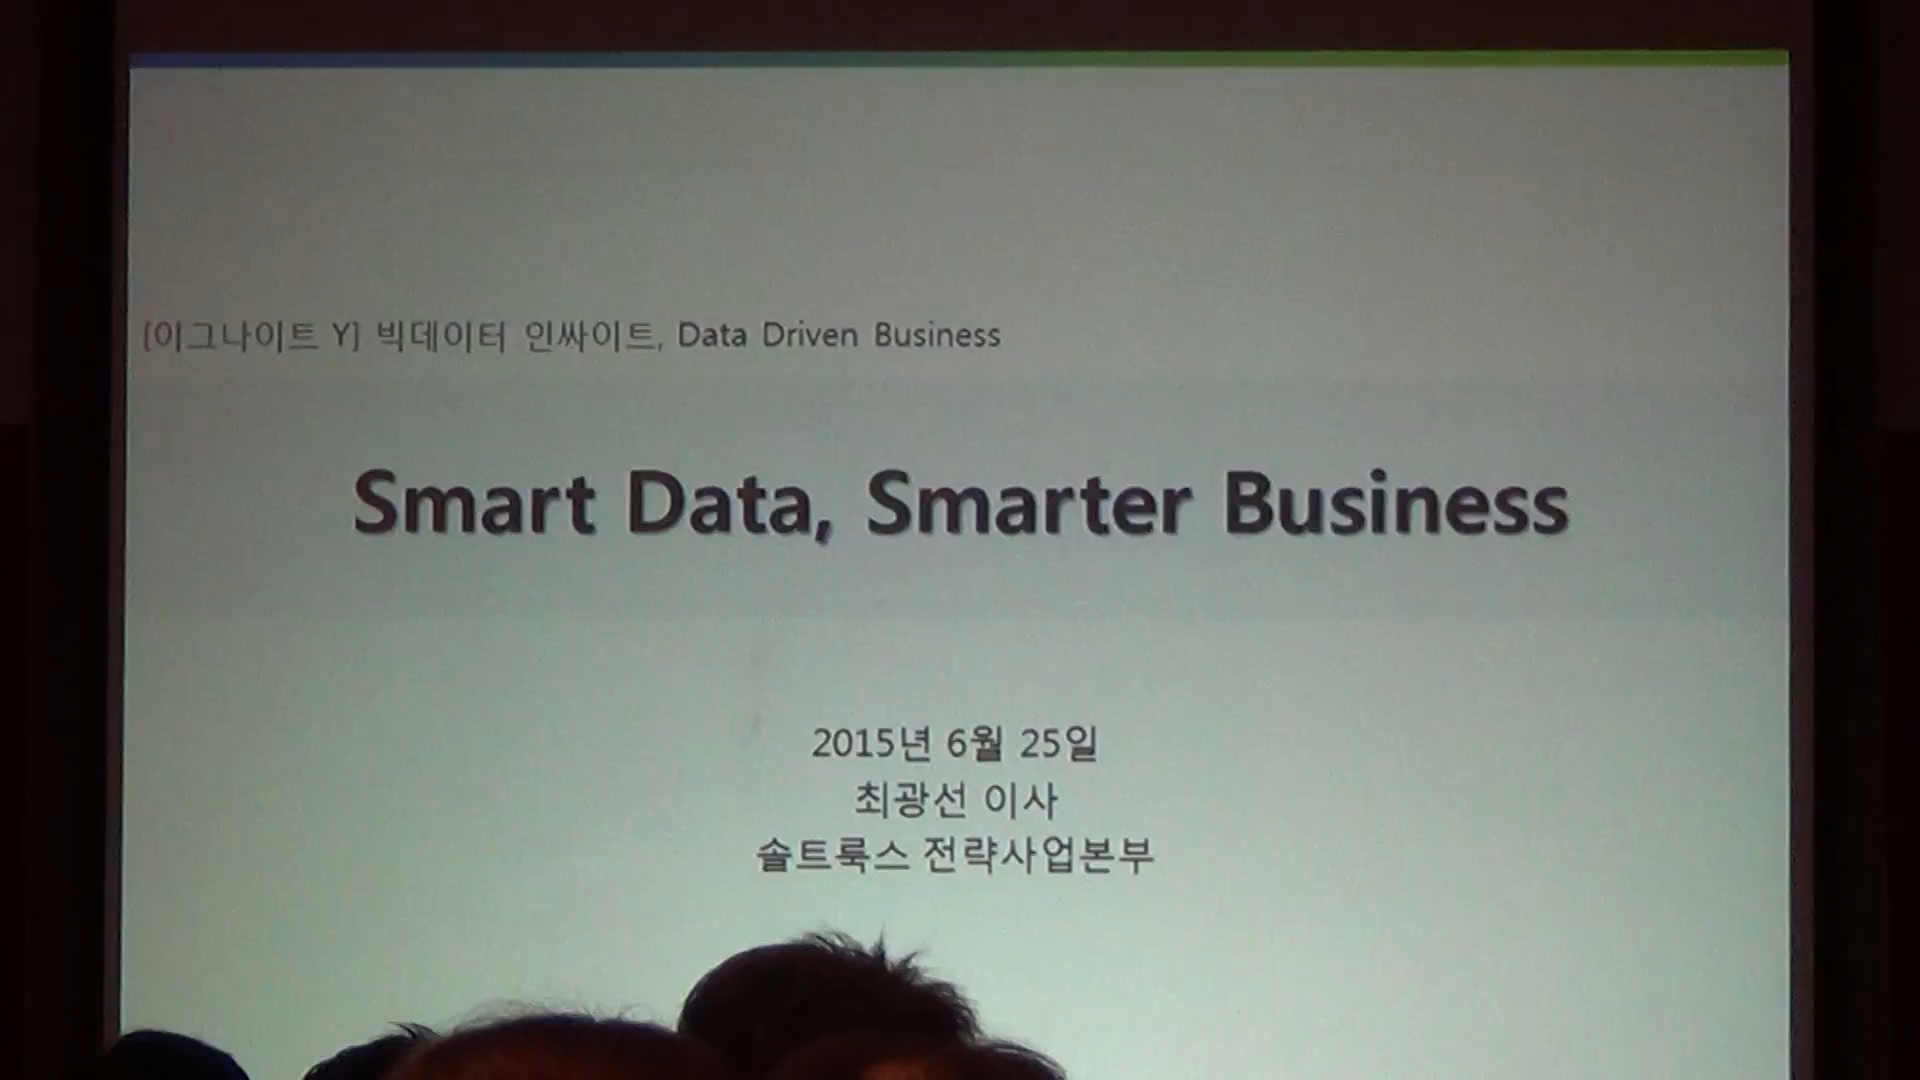 [이그나이트 Y] 빅데이터 인싸이트, Data Driven Business
Smart Data, Smarter Business
2015년 6월 25일
최광선 이사
솔트룩스 전략사업본부